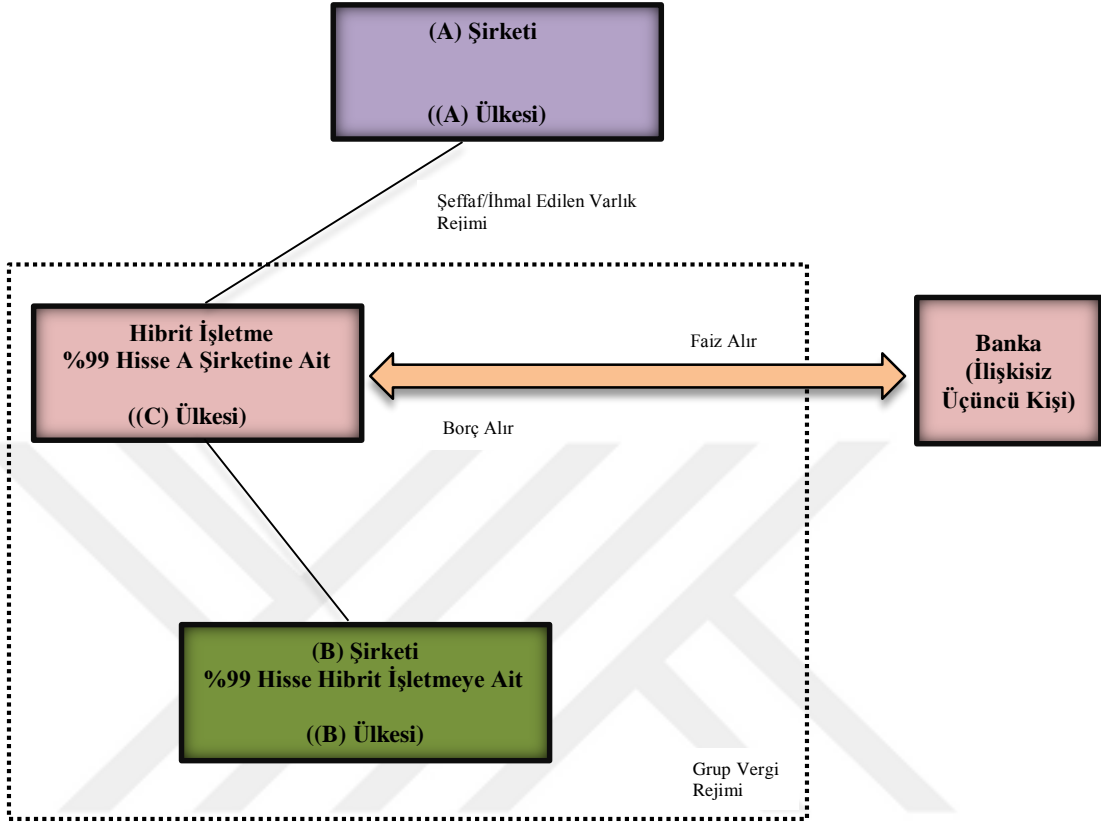 (A) Şirketi
((A) Ülkesi)
Şeffaf/İhmal Edilen Varlık
Rejimi
Hibrit İşletme
%99 Hisse A Şirketine Ait
((C) Ülkesi)
Faiz Alır
Borç Alır
Banka
(İlişkisiz
Üçüncü Kişi)
(B) Şirketi
%99 Hisse Hibrit İşletmeye Ait
((B) Ülkesi)
Grup Vergi
Rejimi